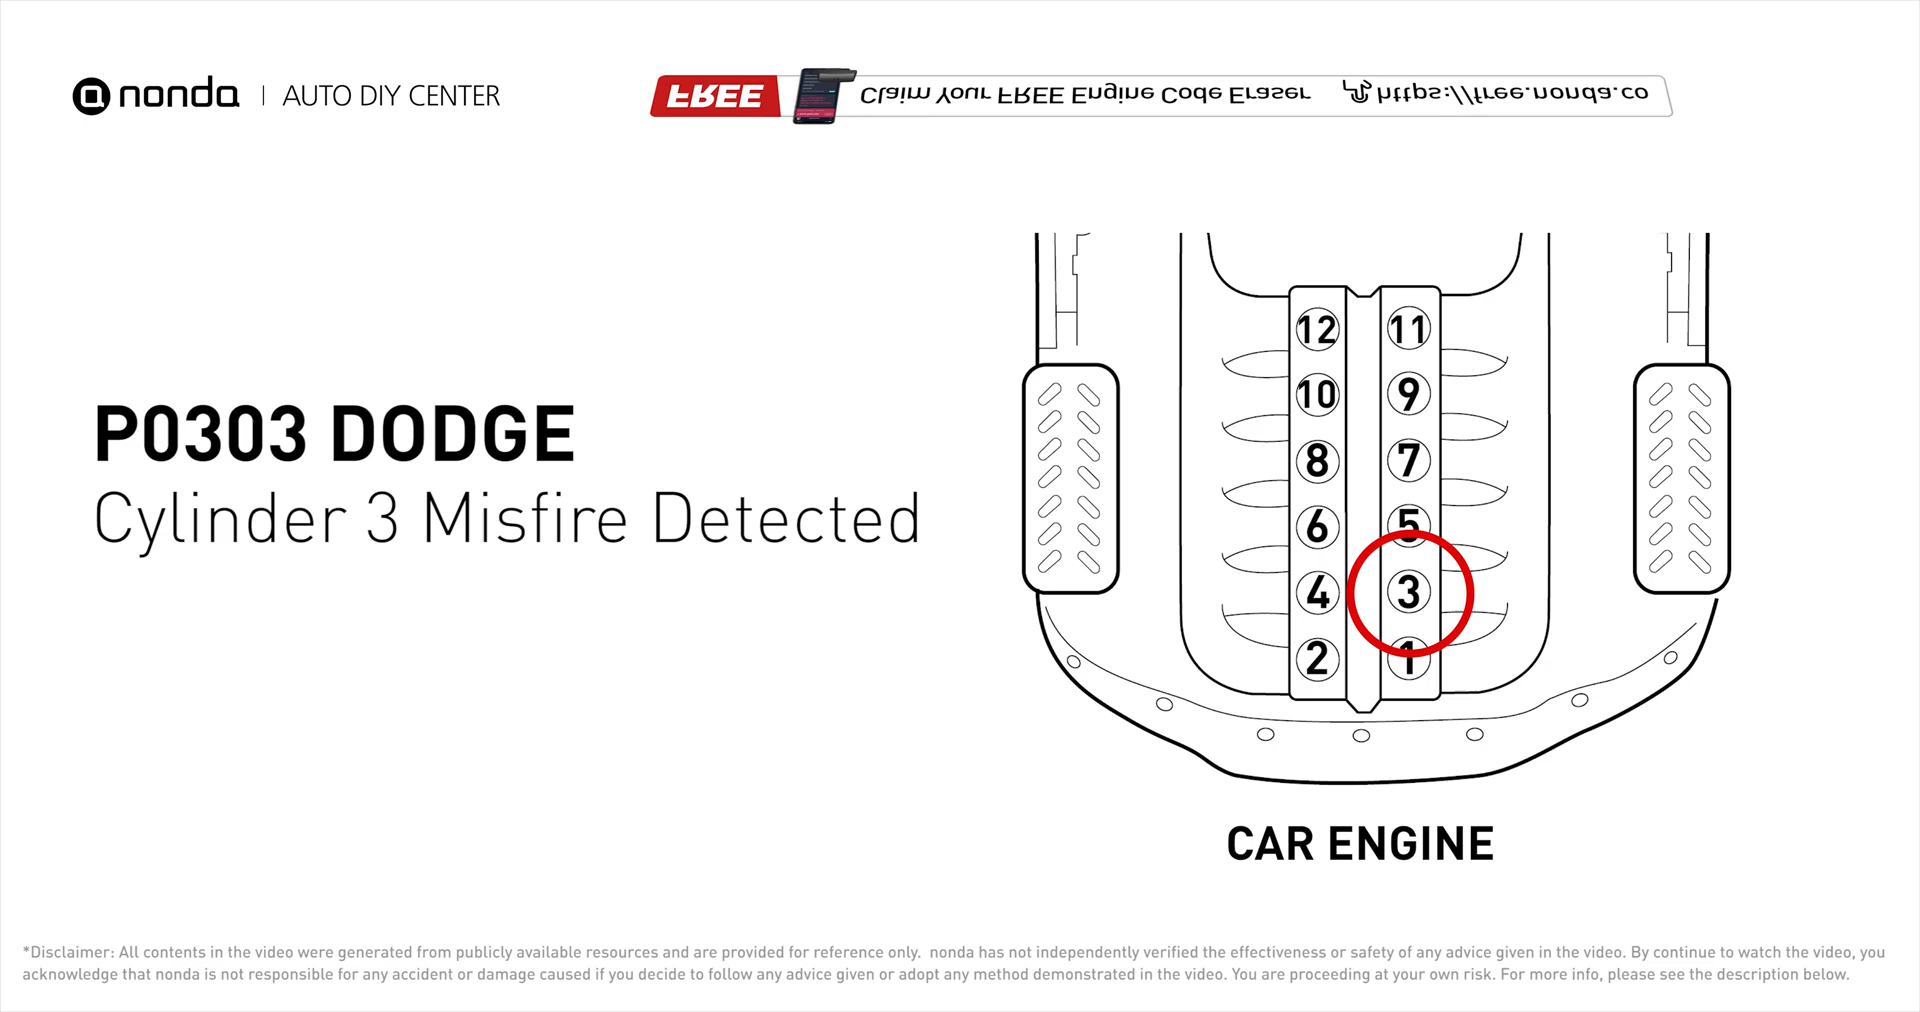 nonda | AUTO DIY CENTER
FREE Claim Your FREE Engine Code Eraser https://free.nonda.co
P0303 DODGE
Cylinder 3 Misfire Detected
12 11
10 9
8 7
6 5
4 3
2 1
CAR ENGINE
*Disclaimer: All contents in the video were generated from publicly available resources and are provided for reference only. nonda has not independently verified the effectiveness or safety of any advice given in the video. By continue to watch the video, you
acknowledge that nonda is not responsible for any accident or damage caused if you decide to follow any advice given or adopt any method demonstrated in the video. You are proceeding at your own risk. For more info, please see the description below.